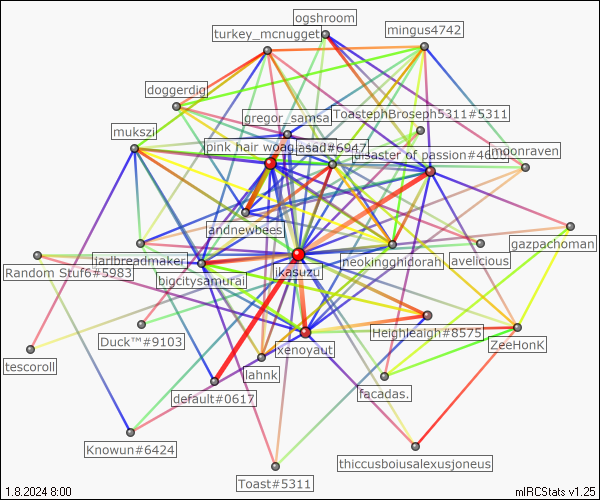 ogshroom
turkey_mcnugget
mingus4742
doggerdig
gregor_samsa
ToastephBroseph5311#5311
mukszi
pink hair woag
asad#6947
disaster of passion#46
moonraven
andnewbees
gazpachoman
iarlbreadmaker
neokingghidorah
avelicious
Random Stuf6#5983
bigcitysamurai
ikasuzu
Duck™#9103
Heighleaigh#8575
xenoyaut
ZeeHonK
tescoroll
lahnk
default#0617
facadas.
Knowun#6424
thiccusboiusalexusjoneus
Toast#5311
1.8.2024 8:00
mIRCStats v1.25